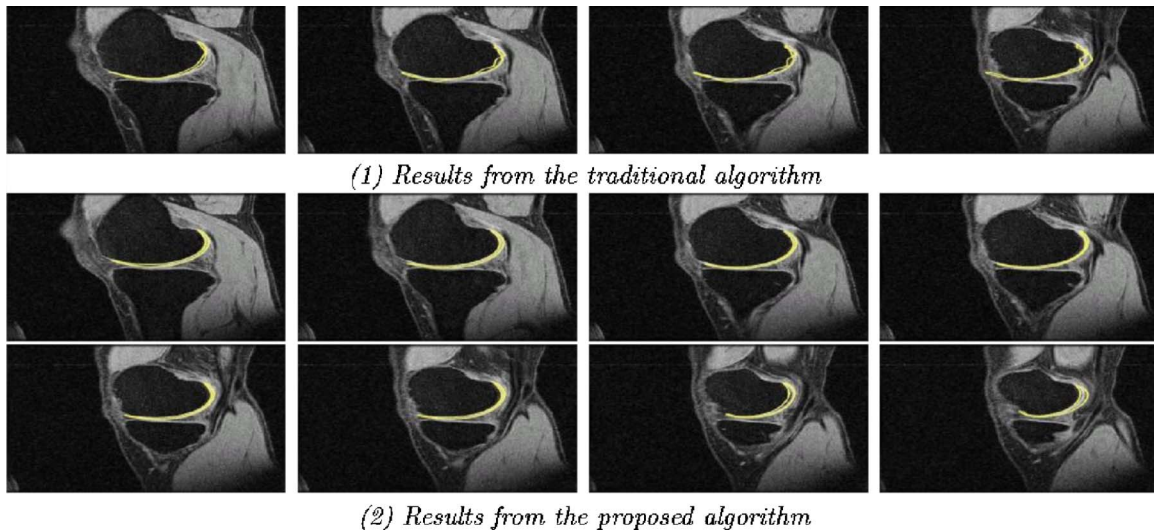 (1) Results from the traditional algorithm
(2) Results from the proposed algorithm